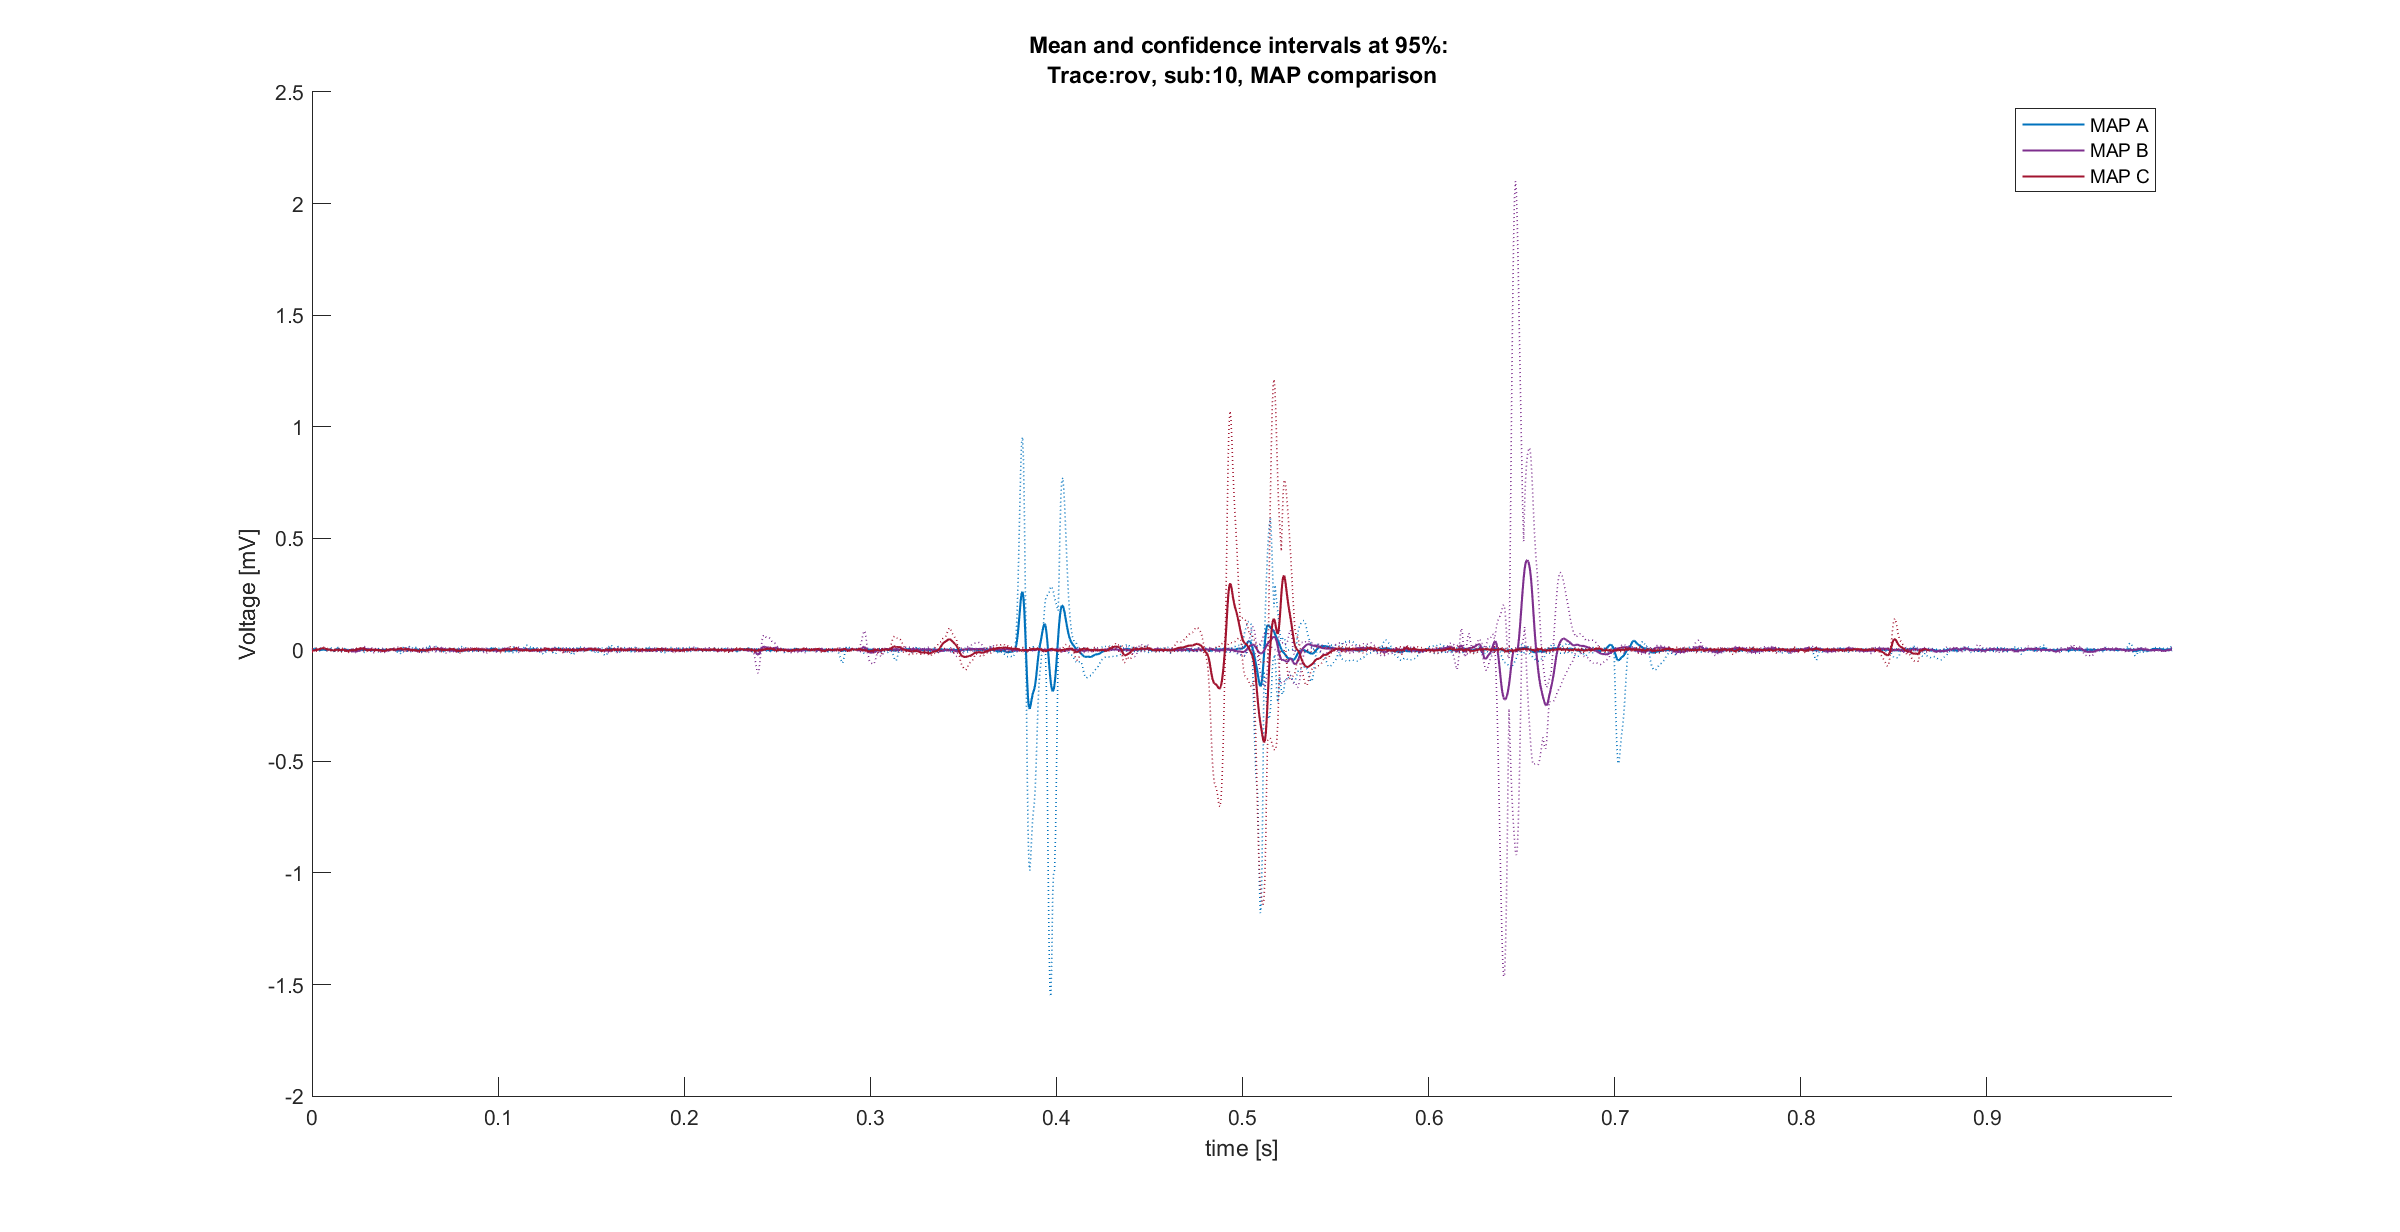 Mean and confidence intervals at 95%:
Trace:rov, sub:10, MAP comparison
MAP A
MAP B
MAP C
2.5
2
1.5
1
0.5
0
-0.5
-1
-1.5
-2
Voltage [mV]
0
0.1
0.2
0.3
0.4
0.5
0.6
0.7
0.8
0.9
time [s]